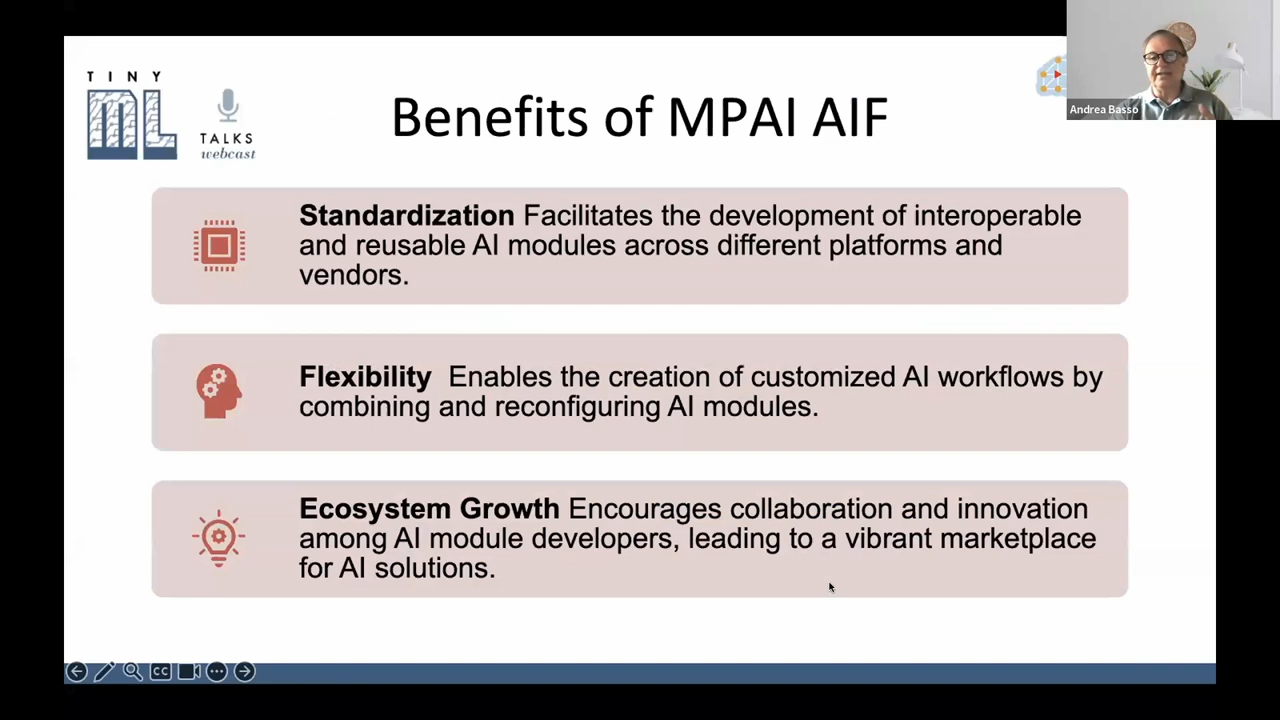 TINY
ML
TALKS
webcast
Benefits of MPAI AIF
Andrea Basso
Standardization Facilitates the development of interoperable
and reusable AI modules across different platforms and
vendors.
Flexibility Enables the creation of customized AI workflows by
combining and reconfiguring AI modules.
Ecosystem Growth Encourages collaboration and innovation
among AI module developers, leading to a vibrant marketplace
for AI solutions.
CC